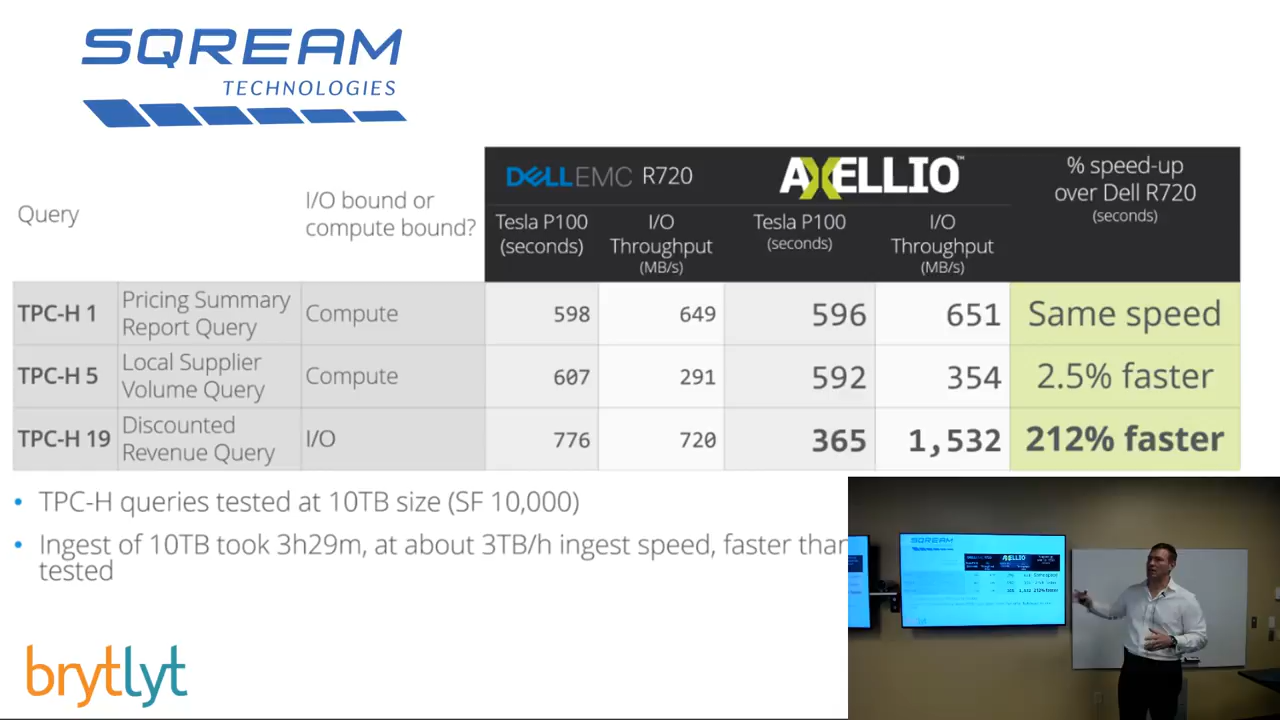 SQREAM
TECHNOLOGIES
Query
I/O bound or
compute bound?
DELLEMC R720
AXELLIO™
% speed-up
over Dell R720
(seconds)
Tesla P100
(seconds)
I/O
Throughput
(MB/s)
Tesla P100
(seconds)
I/O
Throughput
(MB/s)
TPC-H 1
Pricing Summary
Report Query
Compute
598
649
596
651
Same speed
TPC-H 5
Local Supplier
Volume Query
Compute
607
291
592
354
2.5% faster
TPC-H 19
Discounted
Revenue Query
I/O
776
720
365
1,532
212% faster
• TPC-H queries tested at 10TB size (SF 10,000)
• Ingest of 10TB took 3h29m, at about 3TB/h ingest speed, faster than
tested
brytlyt
SQREAM
AXELLIO